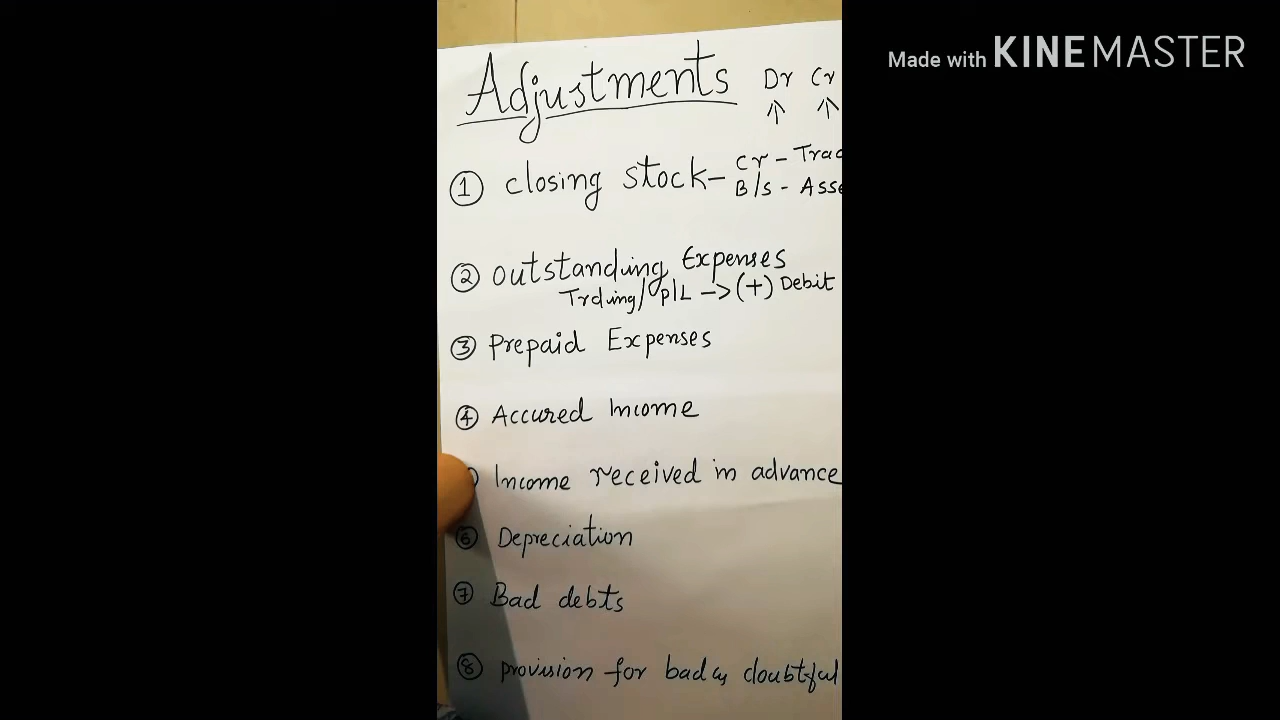 Made with KINEMASTER
Adjustments Dr Cr
① closing stock- Cr - Trad
B/s - Asse
② outstanding Expenses
Trding/ P/L -> (+) Debit
③ Prepaid Expenses
④ Accured Income
Income received in advance
⑥ Depreciation
⑦ Bad debts
⑧ provision for bad & doubtful